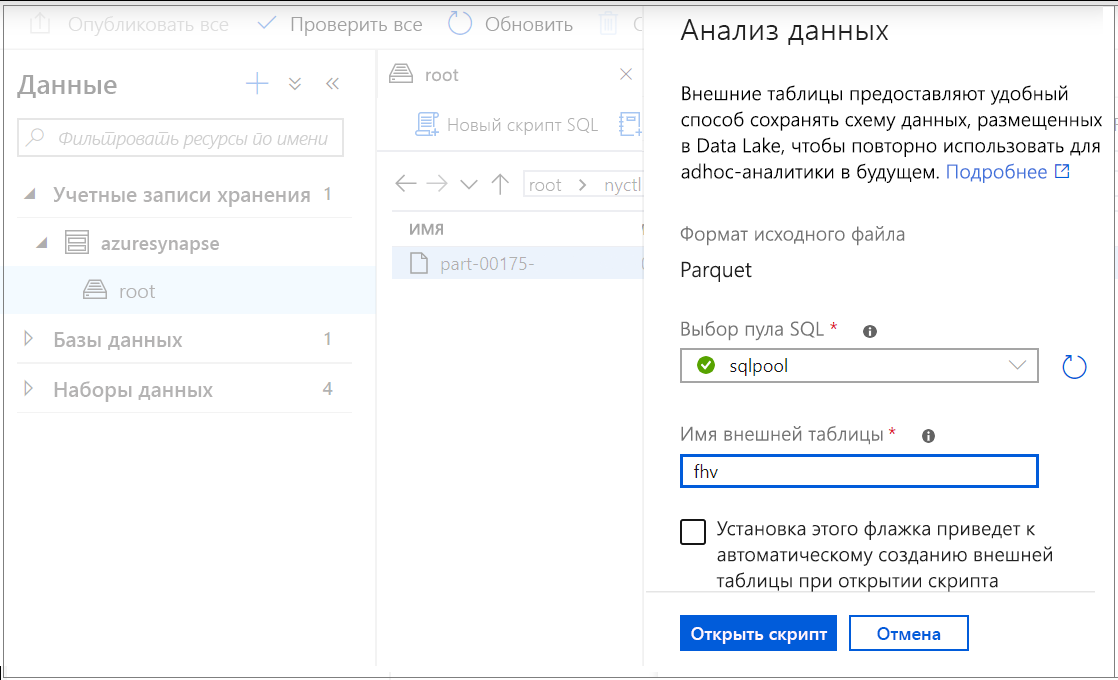 Опубликовать все Проверить все Обновить
Данные
Фильтровать ресурсы по имени
Учетные записи хранения 1
azuresynapse
root
Базы данных 1
Наборы данных 4
root
Новый скрипт SQL
root > nyctl
ИМЯ
part-00175-
Анализ данных
Внешние таблицы предоставляют удобный
способ сохранять схему данных, размещенных
в Data Lake, чтобы повторно использовать для
adhoc-аналитики в будущем. Подробнее
Формат исходного файла
Parquet
Выбор пула SQL *
sqlpool
Имя внешней таблицы *
fhv
Установка этого флажка приведет к
автоматическому созданию внешней
таблицы при открытии скрипта
Открыть скрипт Отмена